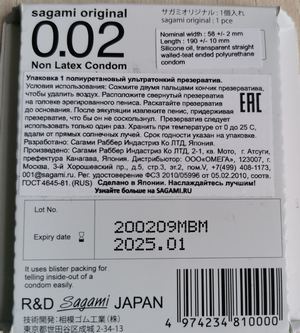 sagami original
サガミオリジナル : 1個入れ
sagami original : 1 pce
0.02
Non Latex Condom
Nominal width : 58 +/- 2 mm
Length : 190 +/- 10 mm
Silicone oil, transparent straight
walled-teat ended polyurethane
condom
Упаковка 1 полиуретановый ультратонкий презерватив.
Условия использования: Сожмите двумя пальцами кончик презерватива,
чтобы удалить воздух. Расположите свернутый презерватив
на головке эрегированного пениса. Раскатайте презерватив
до основания. После эякуляции извлеките пенис, придерживая
презерватив, что бы он не соскользнул. Презерватив следует
использовать только один раз. Хранить при температуре от 0 до 25 С,
вдали от прямых солнечных лучей. Срок годности указан на упаковке.
Произведено: Сагами Раббер Индастриз Ко ЛТД, Япония.
Сагами Раббер Индастриз Ко ЛТД, 2-1, кв. Мото, г. Атсуги,
префектура Канагава, Япония. Дистрибьютор: ООО«ОМЕГА», 123007, г.
Москва, 3-й Хорошевский пр-д, д.5, стр.2, пом.V, +7(499) 408-1173,
001@sagami.ru. Рег. удостоверение ФСЗ 2010/05996 от 05.02.2010, соотв.
ГОСТ4645-81.(RUS) Сделано в Японии. Наслаждайтесь лучшим!
Узнайте больше на SAGAMI.RU
EAC
Lot No.
200209MBM
Expiry date
2025.01
It uses blister packing for
telling inside-out of a
condom easily.
R&D Sagami JAPAN
技術開発:相模ゴム工業(株)
東京都世田谷区成城 2-34-13
4 974234 810000